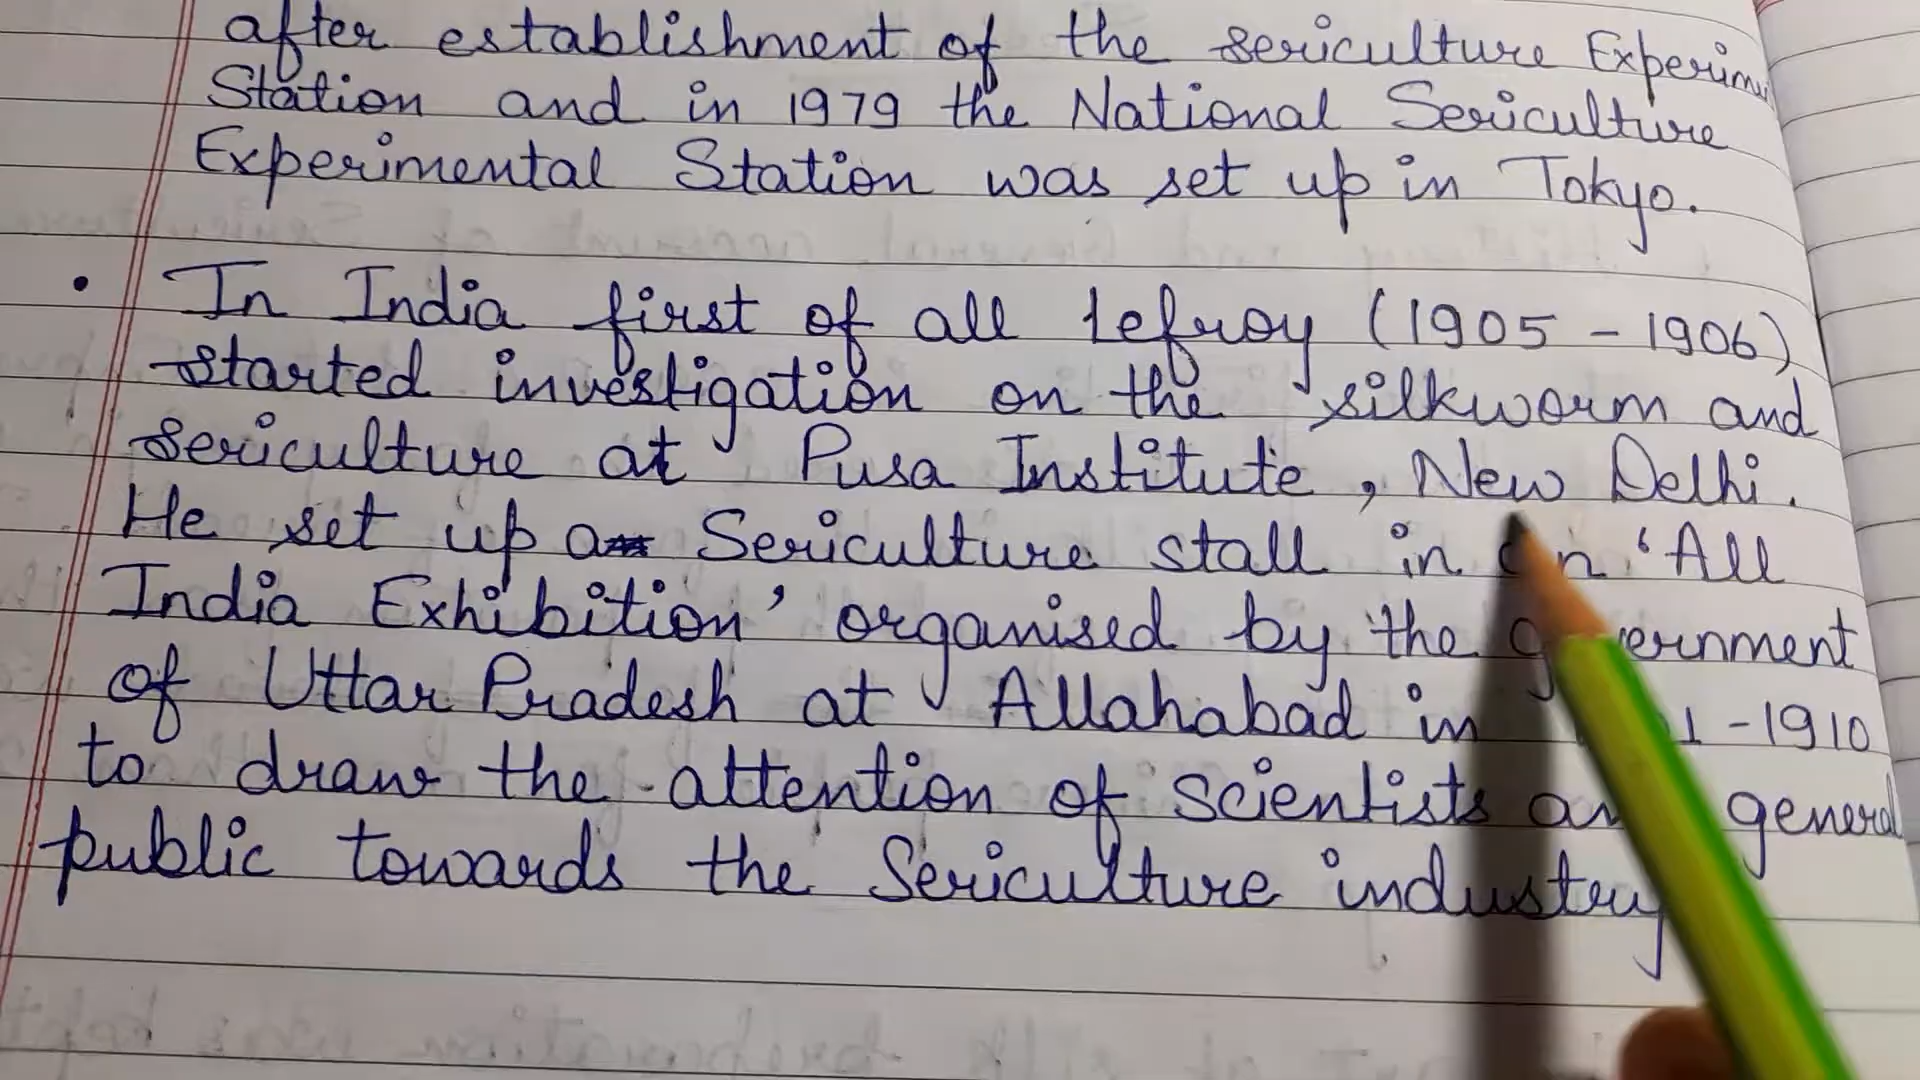 after establishment of the sericulture
Station and in 1979 the National Sericulture
Experimental Station was set up in Tokyo.
• In India first of all Lefroy (1905 - 1906)
started investigation on the silkworm and
sericulture at Pusa Institute, New Delhi.
He set up a Sericulture stall in an 'All
India Exhibition' organised by the government
of Uttar Pradesh at Allahabad in -1910
to draw the attention of scientists and general
public towards the Sericulture industry